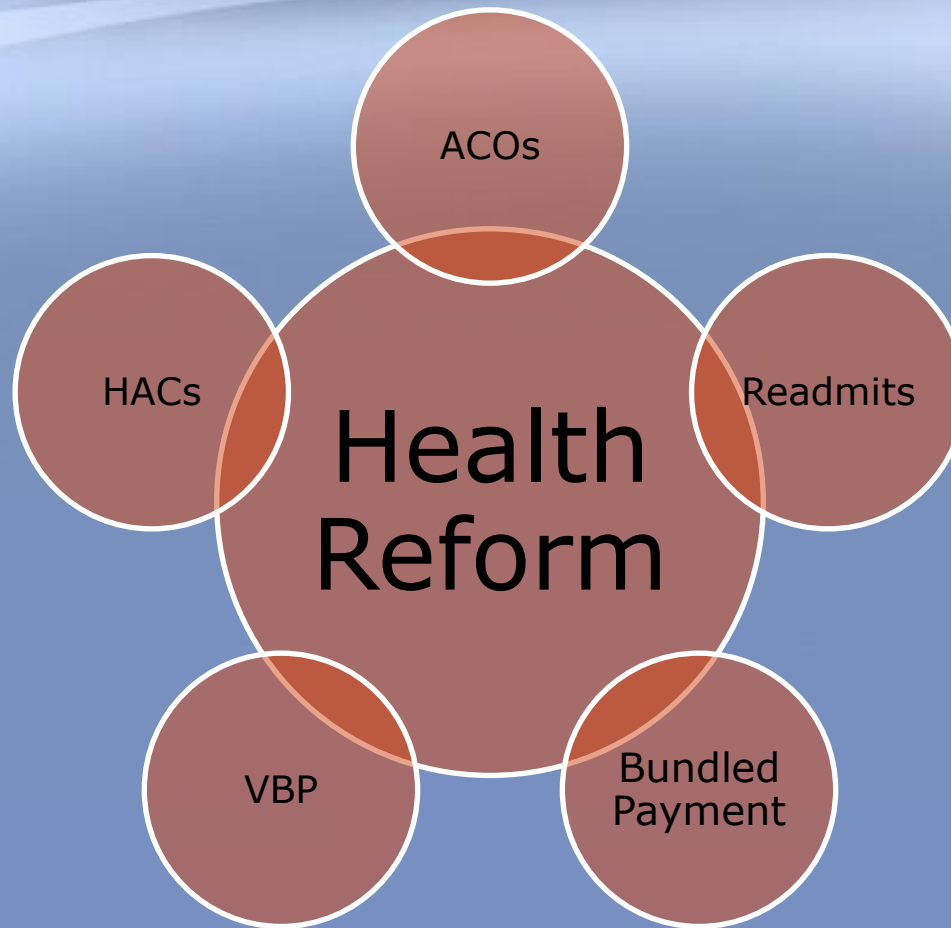 ACOs
HACs
Readmits
Health
Reform
VBP
Bundled
Payment